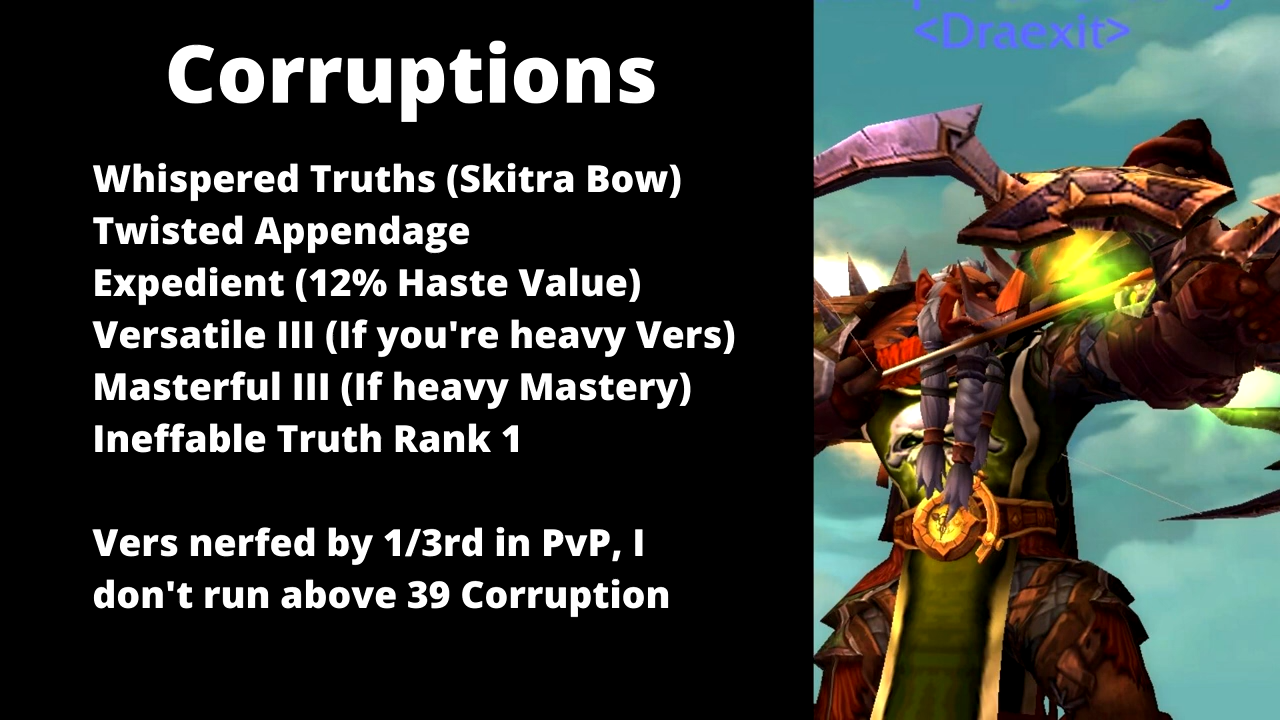 Corruptions
Whispered Truths (Skitra Bow)
Twisted Appendage
Expedient (12% Haste Value)
Versatile III (If you're heavy Vers)
Masterful III (If heavy Mastery)
Ineffable Truth Rank 1
Vers nerfed by 1/3rd in PvP, I
don't run above 39 Corruption
<Draexit>